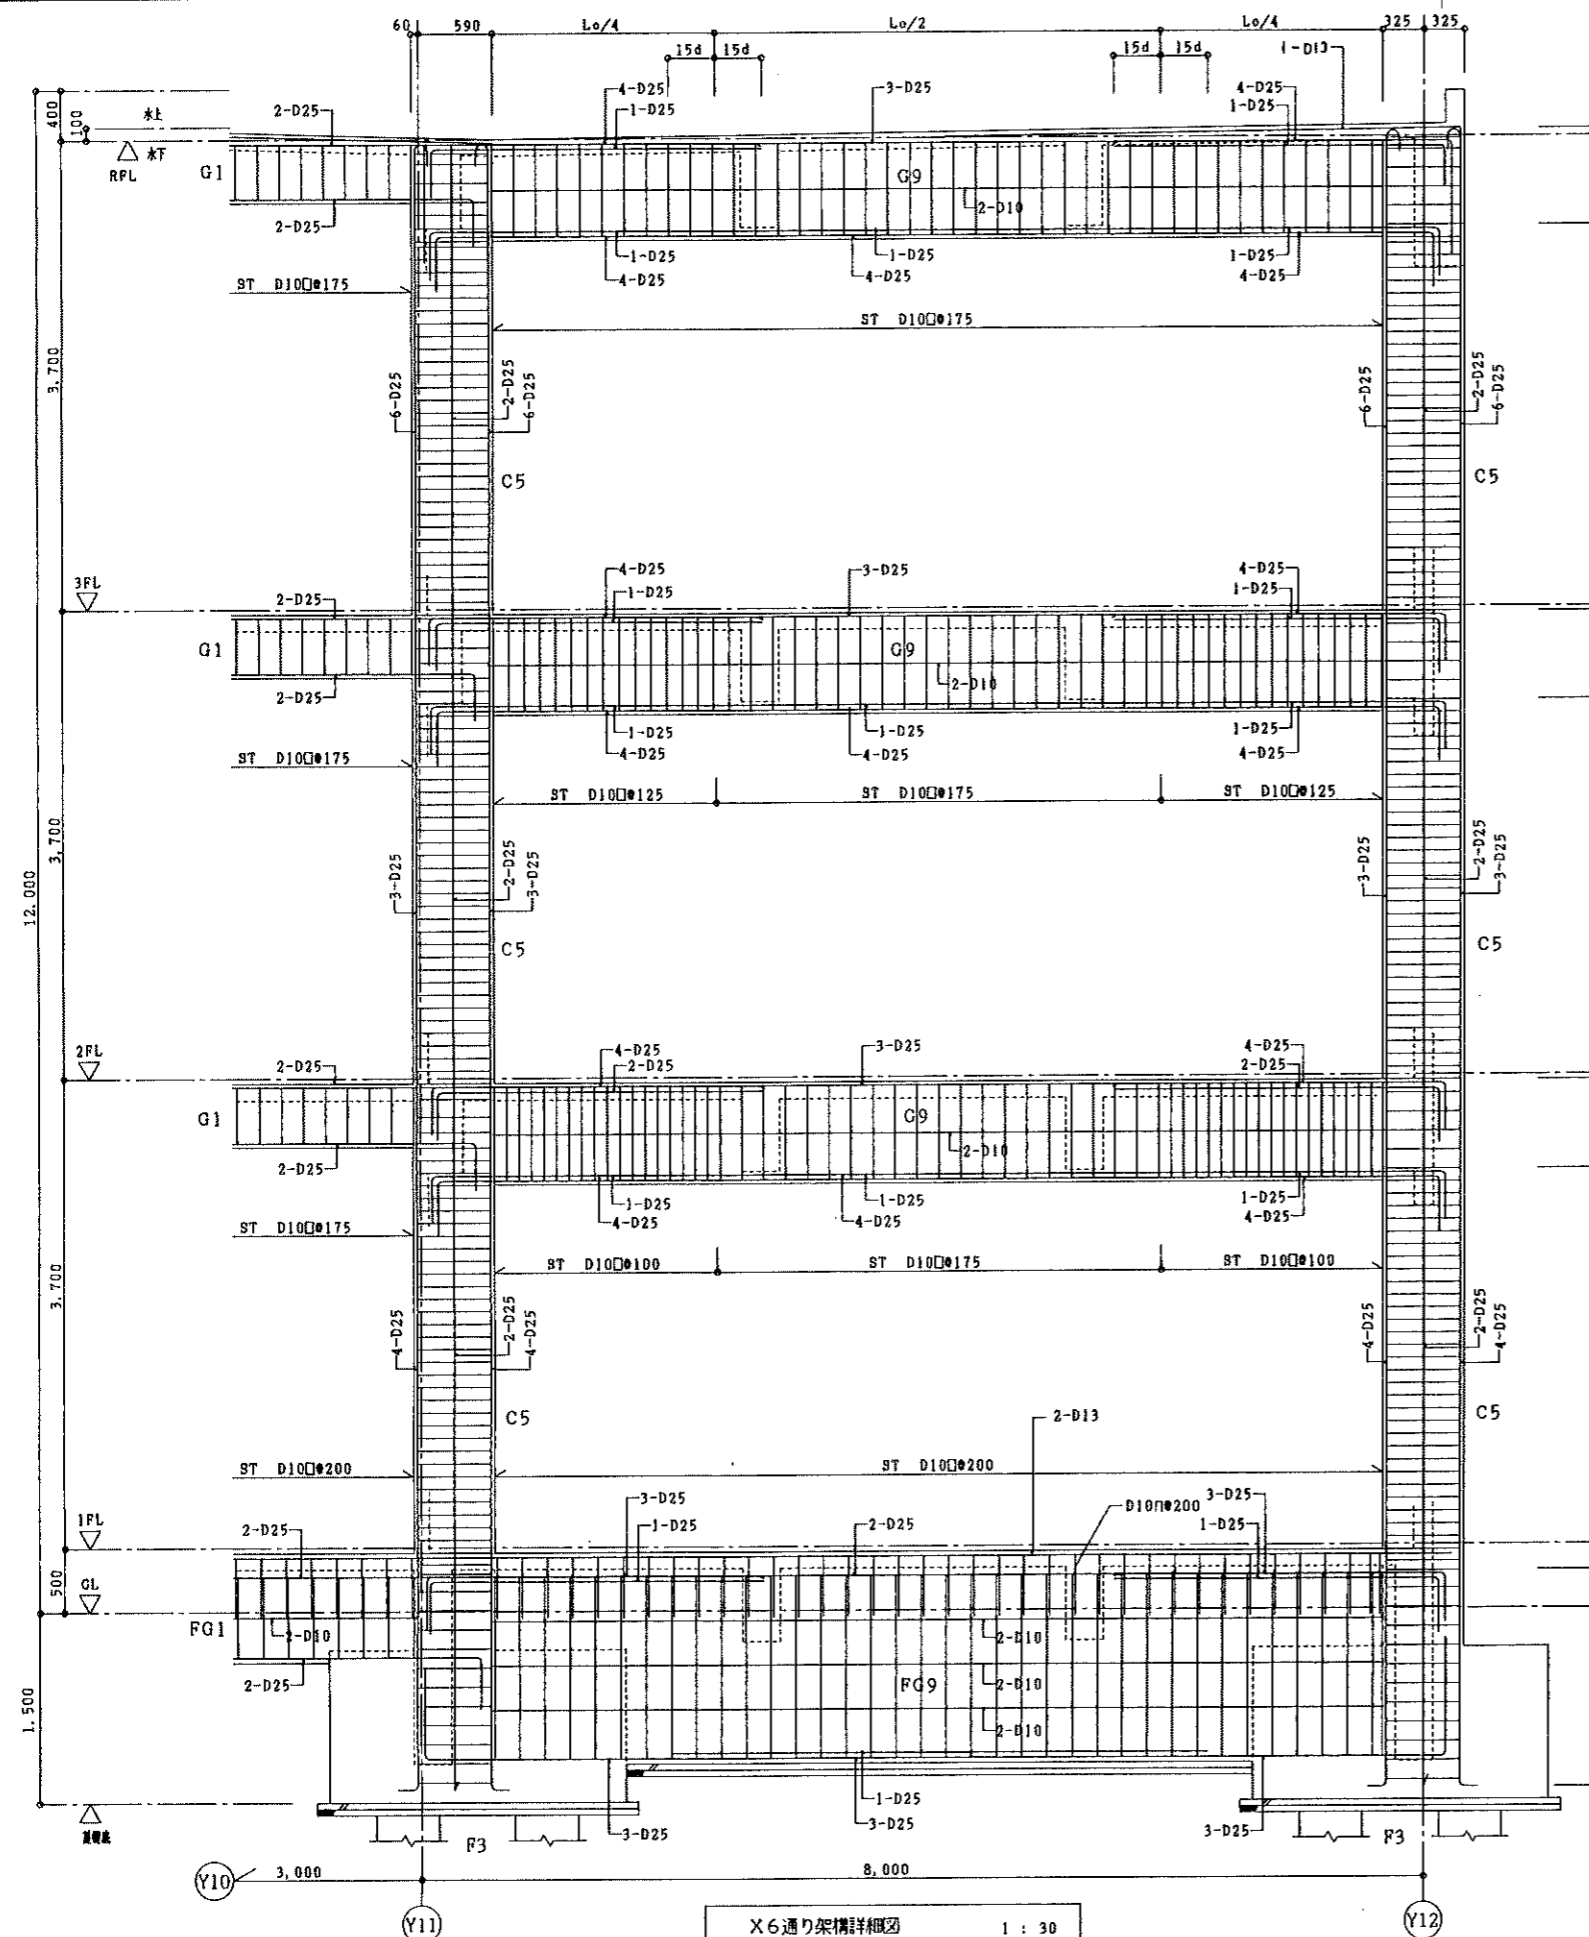 60 590 Lo/4 Lo/2 Lo/4 325 325
15d 15d 15d 15d 1-D13
400 100 水上
水下
RFL
2-D25 4-D25 1-D25 3-D25 4-D25 1-D25
G1 G9
2-D10
2-D25 1-D25 4-D25 1-D25 4-D25 1-D25 4-D25
ST D10□@175
ST D10□@175
3,700
6-D25 2-D25 6-D25 6-D25 2-D25 6-D25
C5 C5
3FL
2-D25 4-D25 1-D25 3-D25 4-D25 1-D25
G1 G9
2-D10
2-D25 1-D25 4-D25 1-D25 4-D25 1-D25 4-D25
ST D10□@175
ST D10□@125 ST D10□@175 ST D10□@125
12.000
3,700
3-D25 2-D25 3-D25 3-D25 2-D25 3-D25
C5 C5
2FL
2-D25 4-D25 2-D25 3-D25 4-D25 2-D25
G1 G9
2-D10
2-D25 1-D25 4-D25 1-D25 4-D25 1-D25 4-D25
ST D10□@175
ST D10□@100 ST D10□@175 ST D10□@100
3.700
4-D25 2-D25 4-D25 4-D25 2-D25 4-D25
C5 C5
2-D13
ST D10□@200 ST D10□@200
1FL
2-D25 3-D25 1-D25 2-D25 D10∩@200 3-D25 1-D25
500
GL
FG1 2-D10 2-D10
2-D25 FG9 2-D10
2-D10
1.500
1-D25
3-D25 3-D25 3-D25
F3 F3
Y10 3,000 8,000
Y11 Y12
X6通り架構詳細図 1 : 30